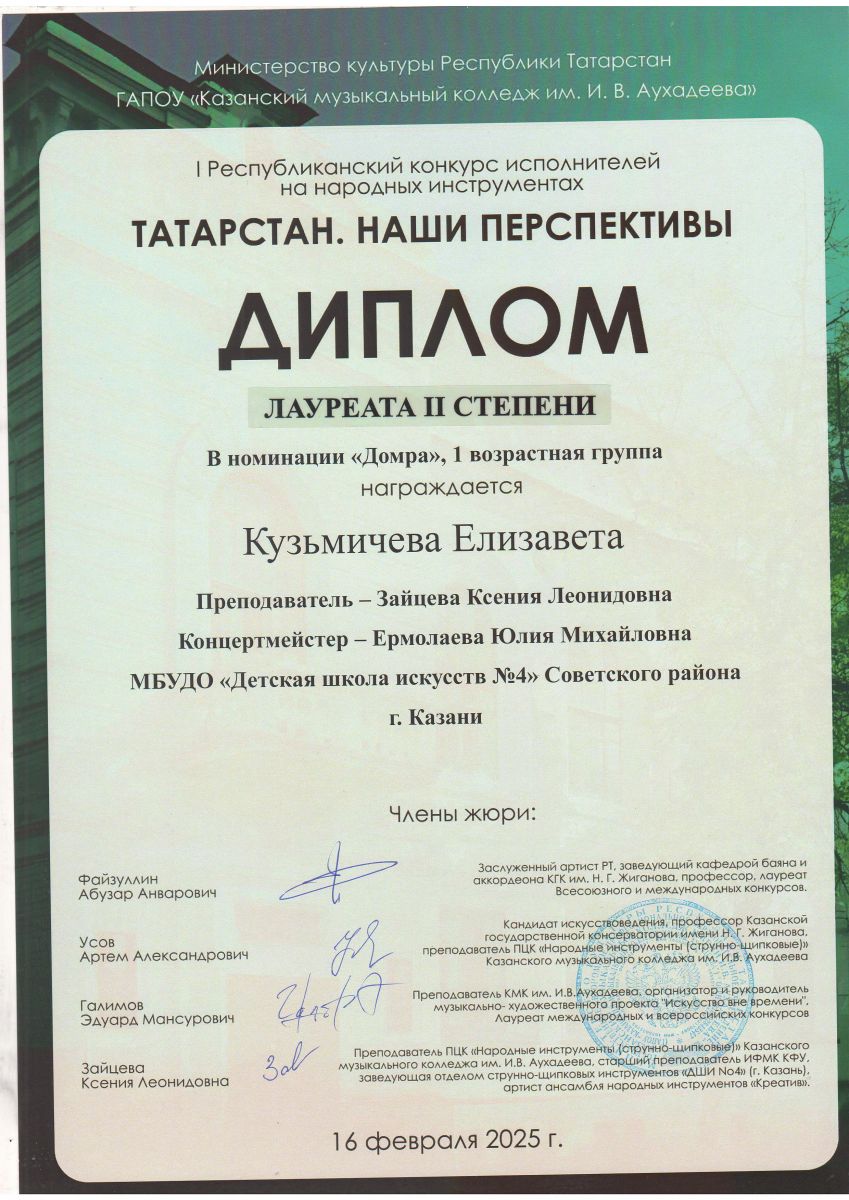 Министерство культуры Республики Татарстан
ГАПОУ «Казанский музыкальный колледж им. И. В. Аухадеева»
I Республиканский конкурс исполнителей
на народных инструментах
ТАТАРСТАН. НАШИ ПЕРСПЕКТИВЫ
ДИПЛОМ
ЛАУРЕАТА II СТЕПЕНИ
В номинации «Домра», 1 возрастная группа
награждается
Кузьмичева Елизавета
Преподаватель – Зайцева Ксения Леонидовна
Концертмейстер – Ермолаева Юлия Михайловна
МБУДО «Детская школа искусств №4» Советского района
г. Казани
Члены жюри:
Файзуллин
Абузар Анварович
Заслуженный артист РТ, заведующий кафедрой баяна и
аккордеона КГК им. Н. Г. Жиганова, профессор, лауреат
Всесоюзного и международных конкурсов.
Усов
Артем Александрович
Кандидат искусствоведения, профессор Казанской
государственной консерватории имени Н. Г. Жиганова,
преподаватель ПЦК «Народные инструменты (струнно-щипковые)»
Казанского музыкального колледжа им. И.В. Аухадеева
Галимов
Эдуард Мансурович
Преподаватель КМК им. И.В.Аухадеева, организатор и руководитель
музыкально- художественного проекта "Искусство вне времени",
Лауреат международных и всероссийских конкурсов
Зайцева
Ксения Леонидовна
Преподаватель ПЦК «Народные инструменты (струнно-щипковые)» Казанского
музыкального колледжа им. И.В. Аухадеева, старший преподаватель ИФМК КФУ,
заведующая отделом струнно-щипковых инструментов «ДШИ No4» (г. Казань),
артист ансамбля народных инструментов «Креатив».
16 февраля 2025 г.